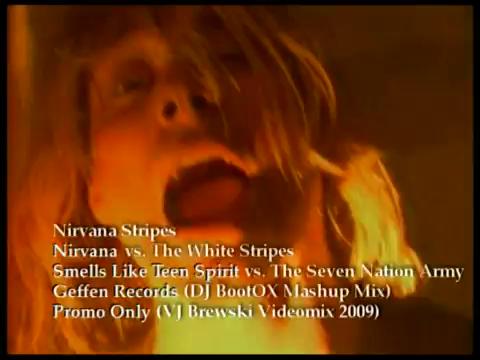 Nirvana Stripes
Nirvana vs. The White Stripes
Smells Like Teen Spirit vs. The Seven Nation Army
Geffen Records (DJ BootOX Mashup Mix)
Promo Only (VJ Brewski Videomix 2009)